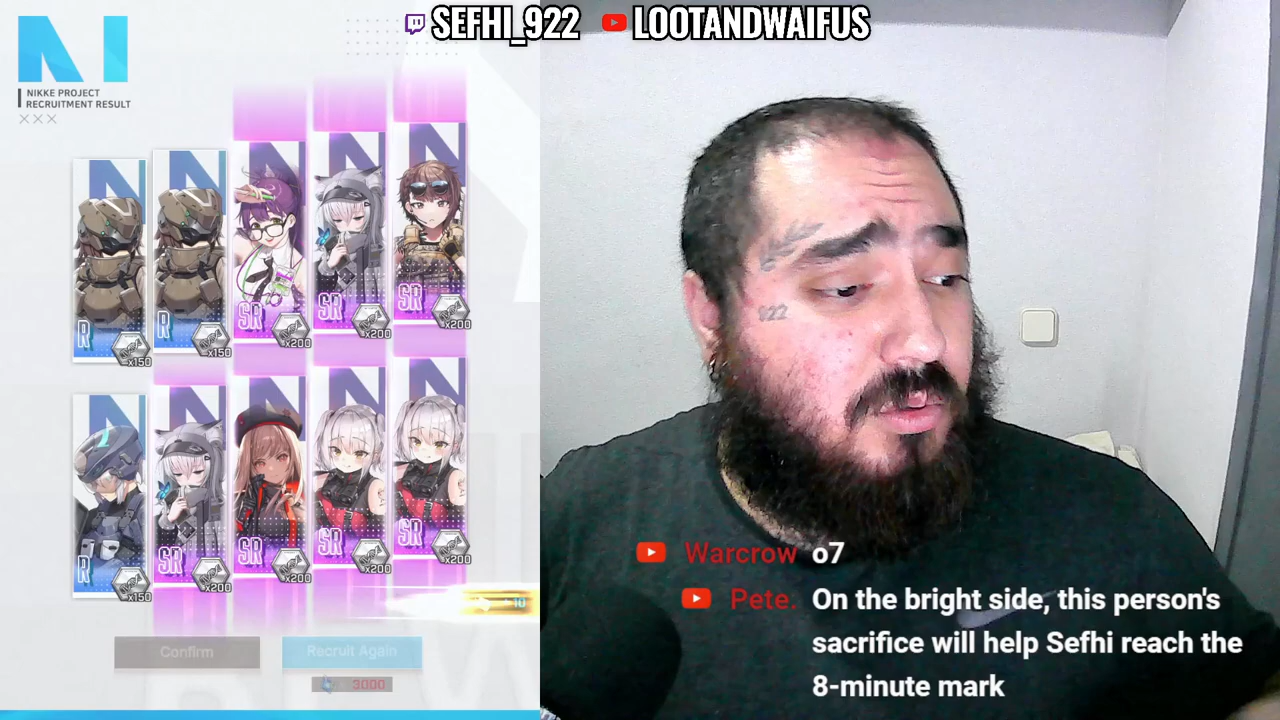 SEFHI_922 LOOTANDWAIFUS
NI
NIKKE PROJECT
RECRUITMENT RESULT
R R SR SR SR
x150 x150 x200 x200 x200
922
R SR SR SR SR
x150 x200 x200 x200 x200
Confirm Recruit Again
3000
Warcrow o7
Pete. On the bright side, this person's
sacrifice will help Sefhi reach the
8-minute mark